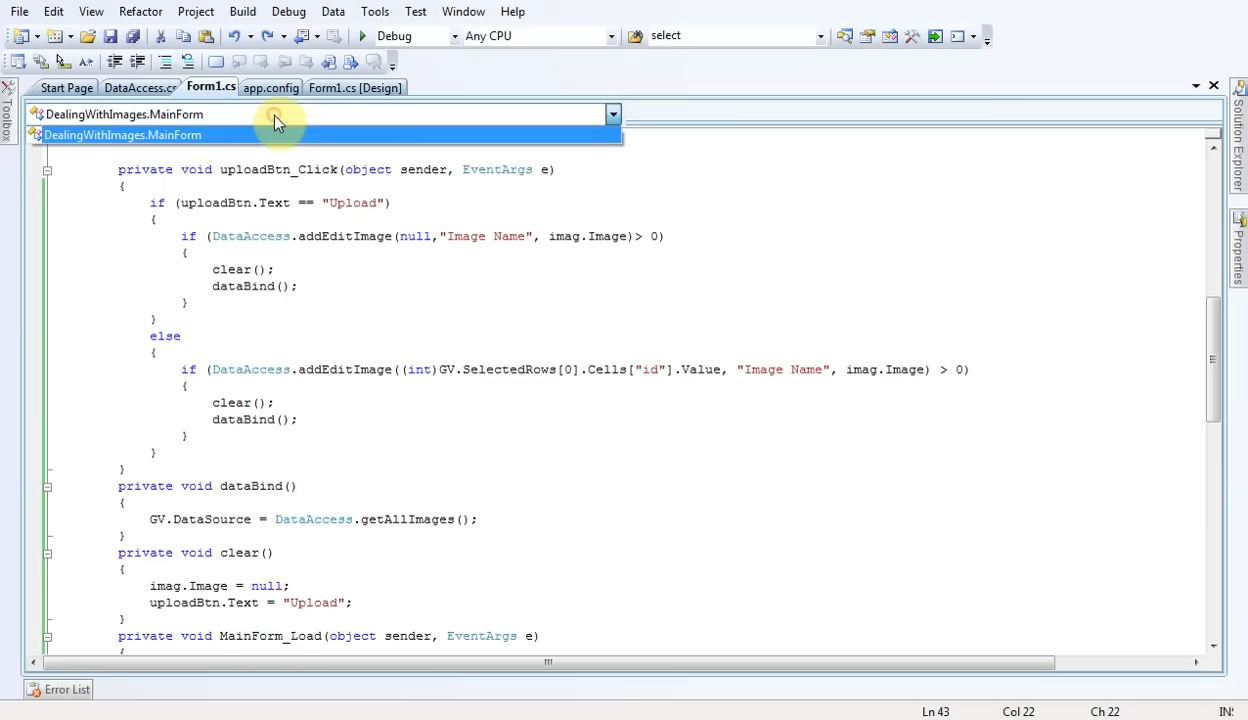 File Edit View Refactor Project Build Debug Data Tools Test Window Help
Debug Any CPU select
Start Page DataAccess.cs Form1.cs app.config Form1.cs [Design]
DealingWithImages.MainForm
DealingWithImages.MainForm
Toolbox
Solution Explorer
Properties
private void uploadBtn_Click(object sender, EventArgs e)
{
if (uploadBtn.Text == "Upload")
{
if (DataAccess.addEditImage(null,"Image Name", imag.Image)> 0)
{
clear();
dataBind();
}
}
else
{
if (DataAccess.addEditImage((int)GV.SelectedRows[0].Cells["id"].Value, "Image Name", imag.Image) > 0)
{
clear();
dataBind();
}
}
}
private void dataBind()
{
GV.DataSource = DataAccess.getAllImages();
}
private void clear()
{
imag.Image = null;
uploadBtn.Text = "Upload";
}
private void MainForm_Load(object sender, EventArgs e)
Error List
Ln 43 Col 22 Ch 22 INS